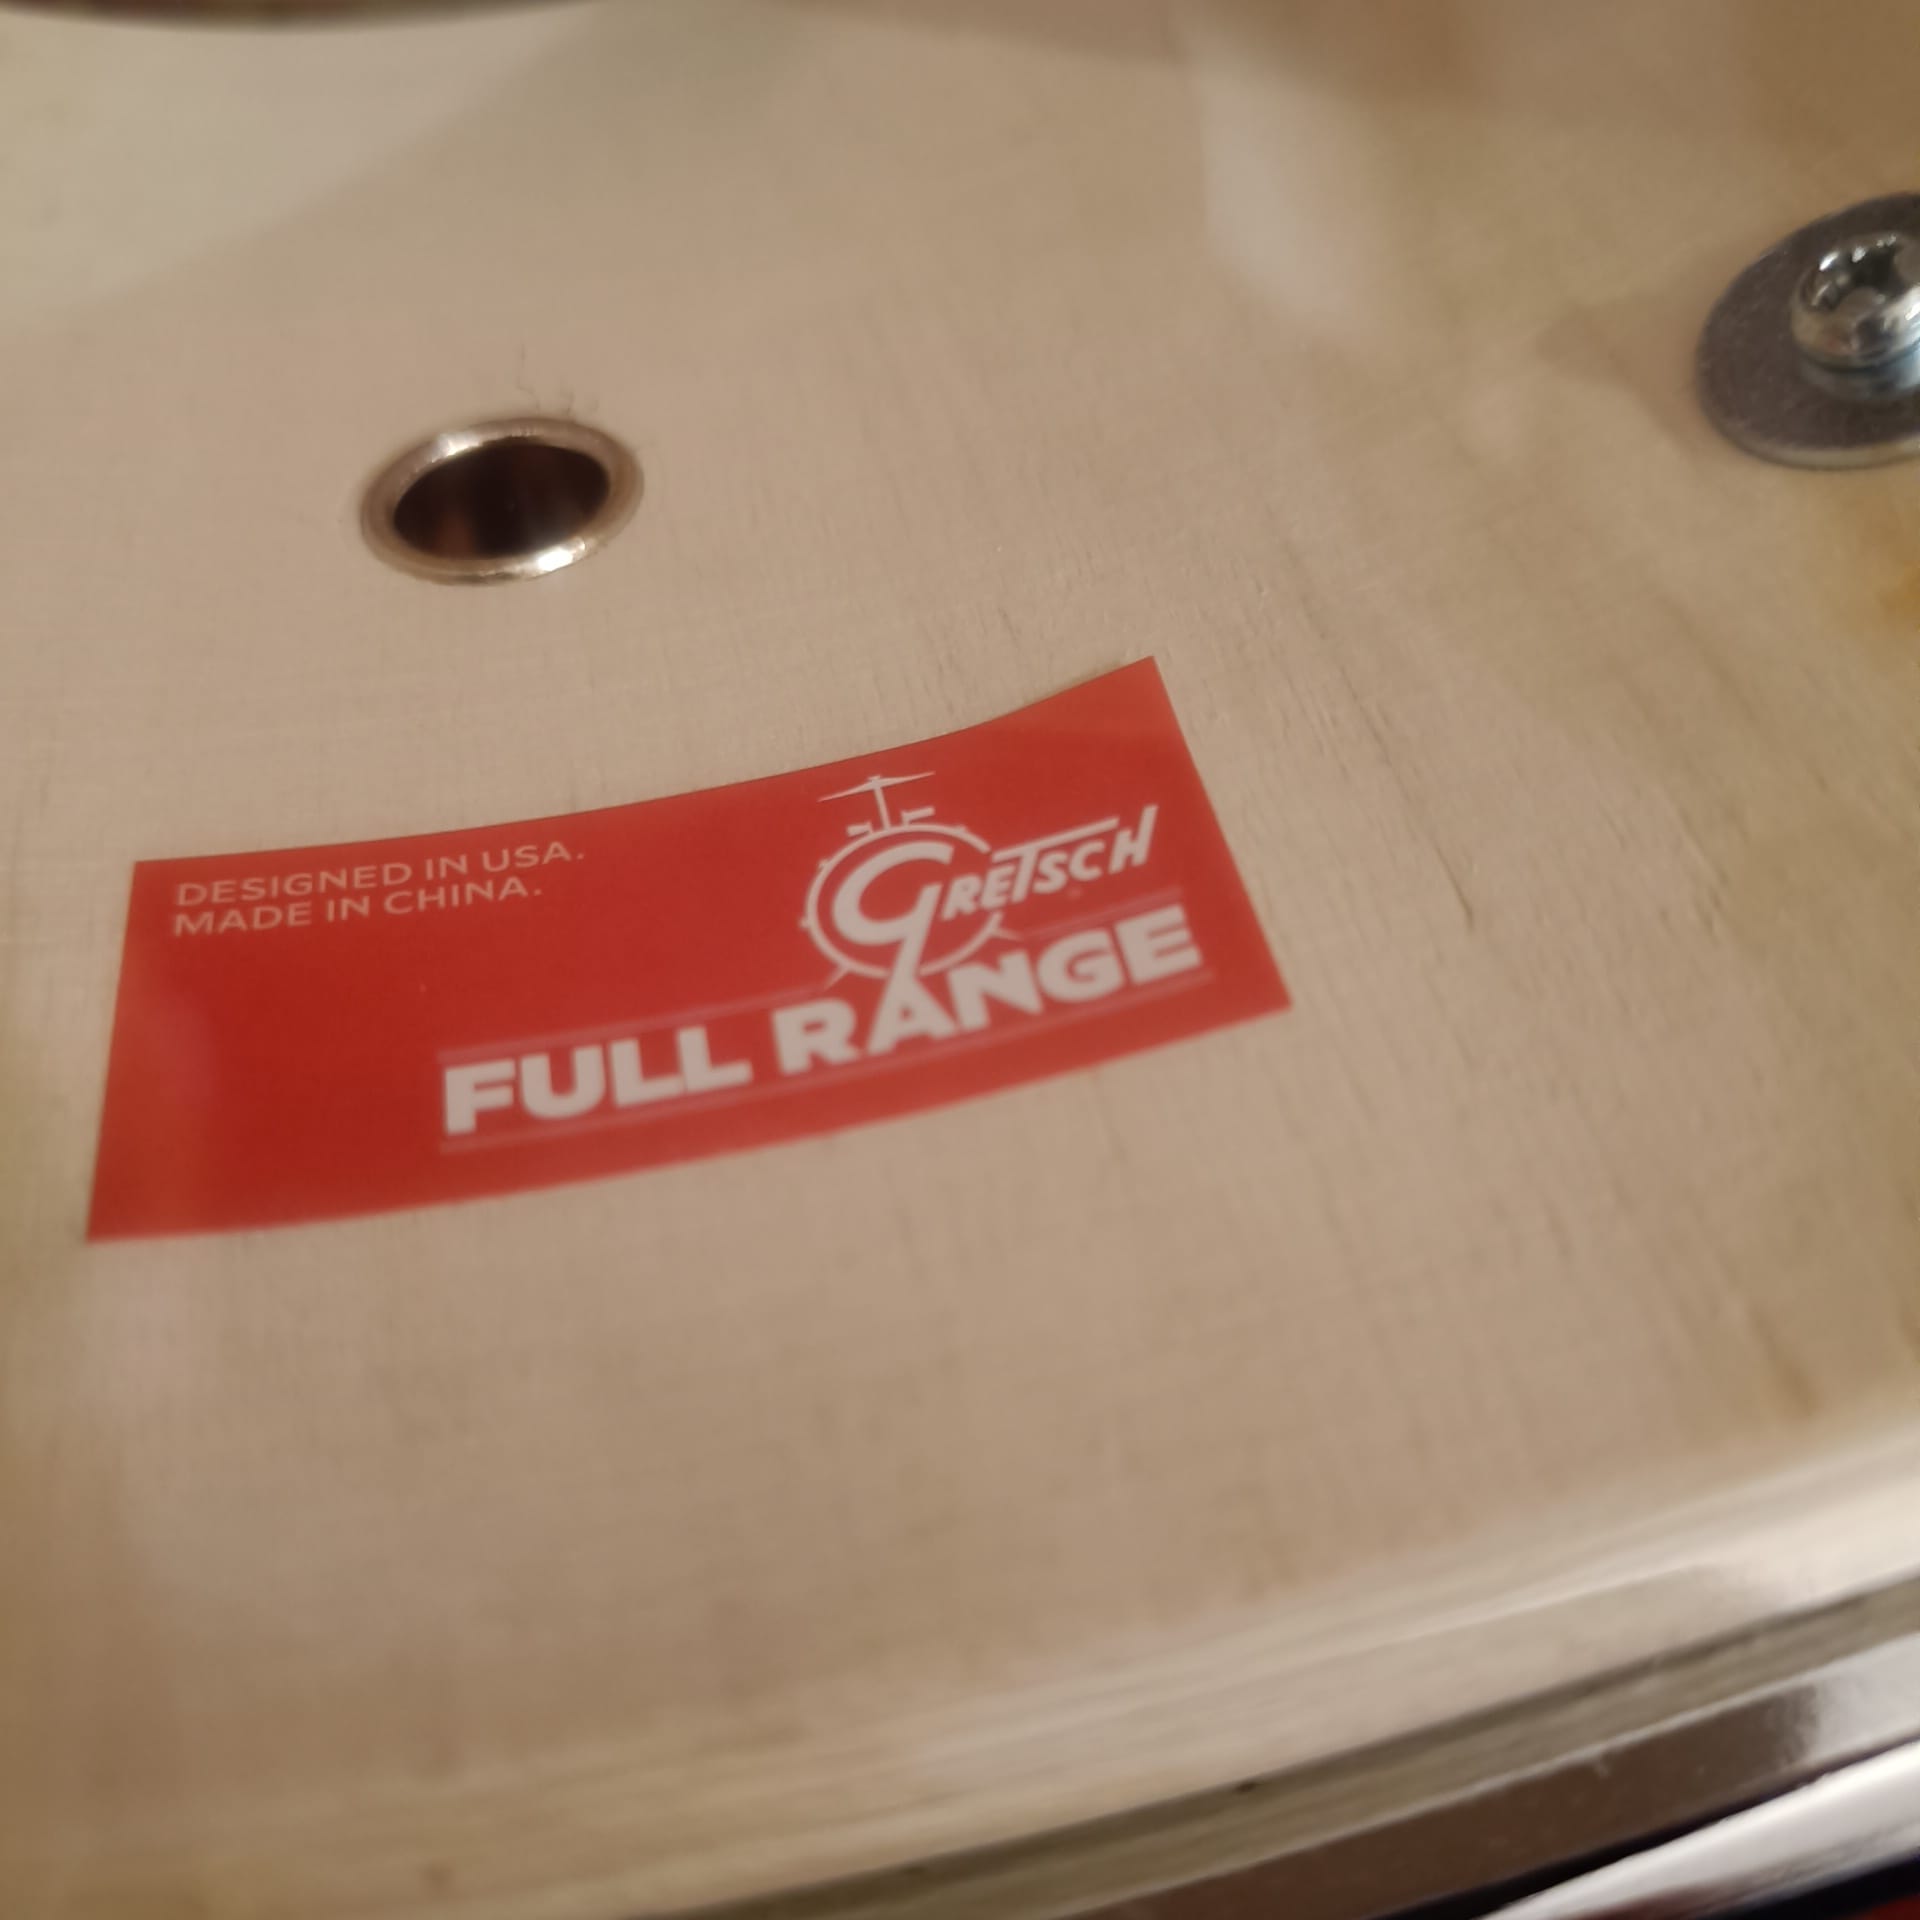 DESIGNED IN USA.
MADE IN CHINA.
GRETSCH
FULL RANGE